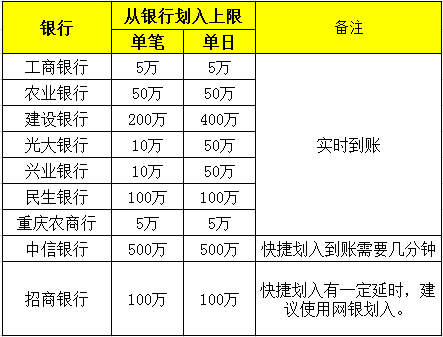 银行 从银行划入上限 备注
单笔 单日
工商银行 5万 5万
农业银行 50万 50万
建设银行 200万 400万
光大银行 10万 50万 实时到账
兴业银行 10万 50万
民生银行 100万 100万
重庆农商行 5万 5万
中信银行 500万 500万 快捷划入到账需要几分钟
招商银行 100万 100万 快捷划入有一定延时，建
议使用网银划入。